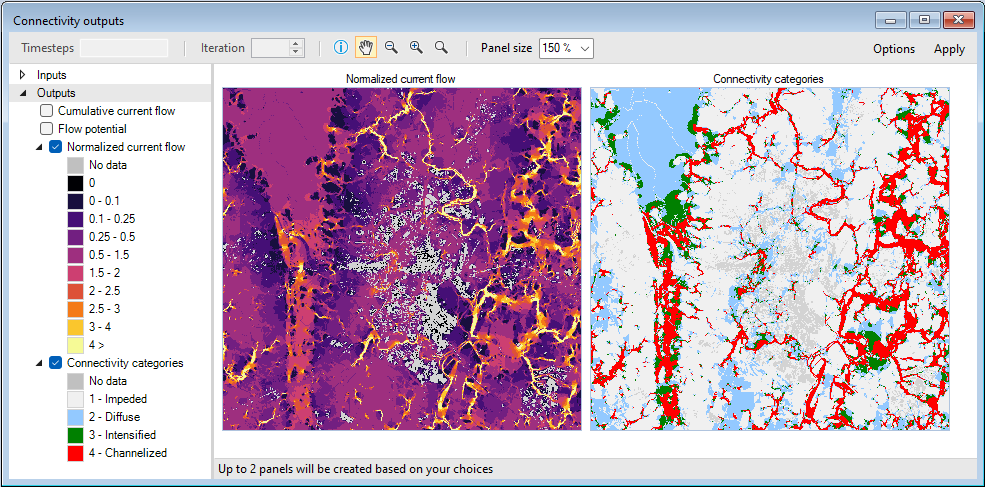 Connectivity outputs
Timesteps
Iteration
Panel size 150 %
Options Apply
Inputs
Outputs
Cumulative current flow
Flow potential
Normalized current flow
No data
0
0 - 0.1
0.1 - 0.25
0.25 - 0.5
0.5 - 1.5
1.5 - 2
2 - 2.5
2.5 - 3
3 - 4
4 >
Connectivity categories
No data
1 - Impeded
2 - Diffuse
3 - Intensified
4 - Channelized
Normalized current flow
Connectivity categories
Up to 2 panels will be created based on your choices